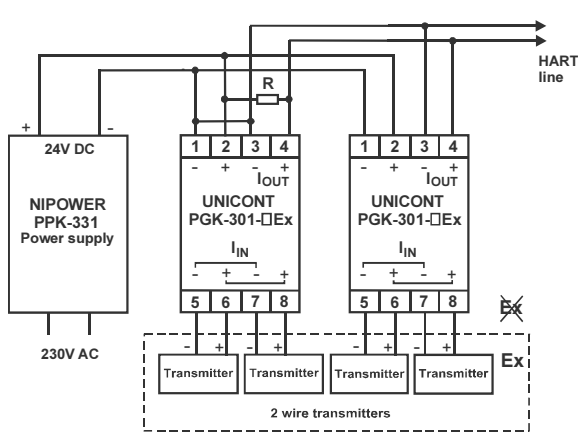 HART
line
R
+ -
24V DC
NIPOWER
PPK-331
Power supply
230V AC
1 2 3 4
- + - +
IOUT
UNICONT
PGK-301-□Ex
IIN
- + - +
5 6 7 8
1 2 3 4
- + - +
IOUT
UNICONT
PGK-301-□Ex
IIN
- + - +
5 6 7 8
Ex
Ex
- + - + - + - +
Transmitter Transmitter Transmitter Transmitter
2 wire transmitters